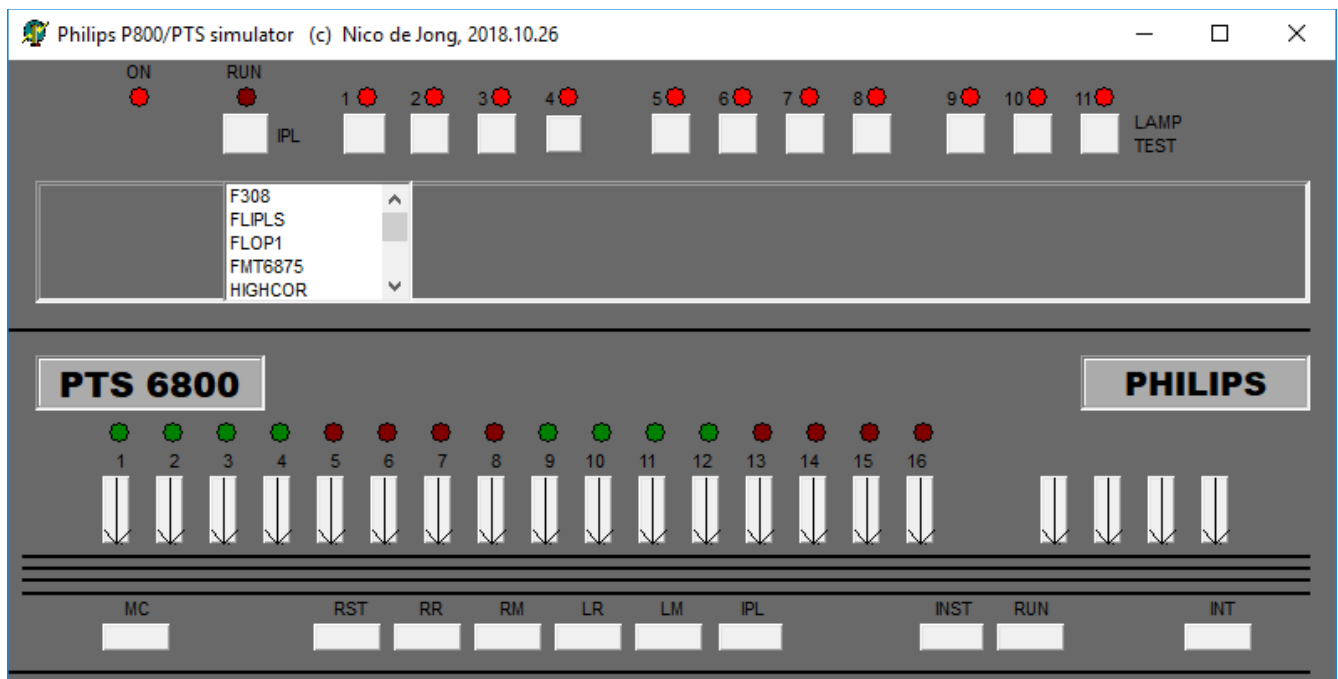 Philips P800/PTS simulator (c) Nico de Jong, 2018.10.26
ON RUN
1 2 3 4 5 6 7 8 9 10 11
IPL LAMP
TEST
F308
FLIPLS
FLOP1
FMT6875
HIGHCOR
PTS 6800 PHILIPS
1 2 3 4 5 6 7 8 9 10 11 12 13 14 15 16
MC RST RR RM LR LM IPL INST RUN INT